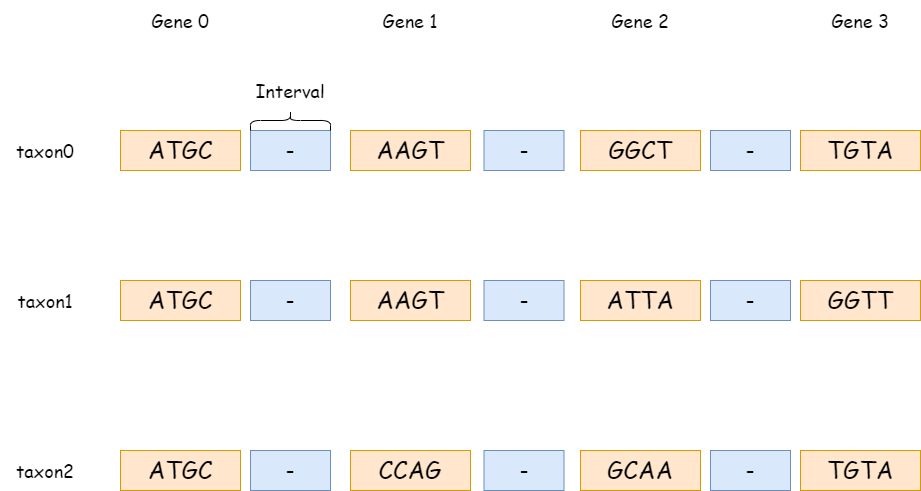 Gene 0 Gene 1 Gene 2 Gene 3
Interval
taxon0 ATGC - AAGT - GGCT - TGTA
taxon1 ATGC - AAGT - ATTA - GGTT
taxon2 ATGC - CCAG - GCAA - TGTA